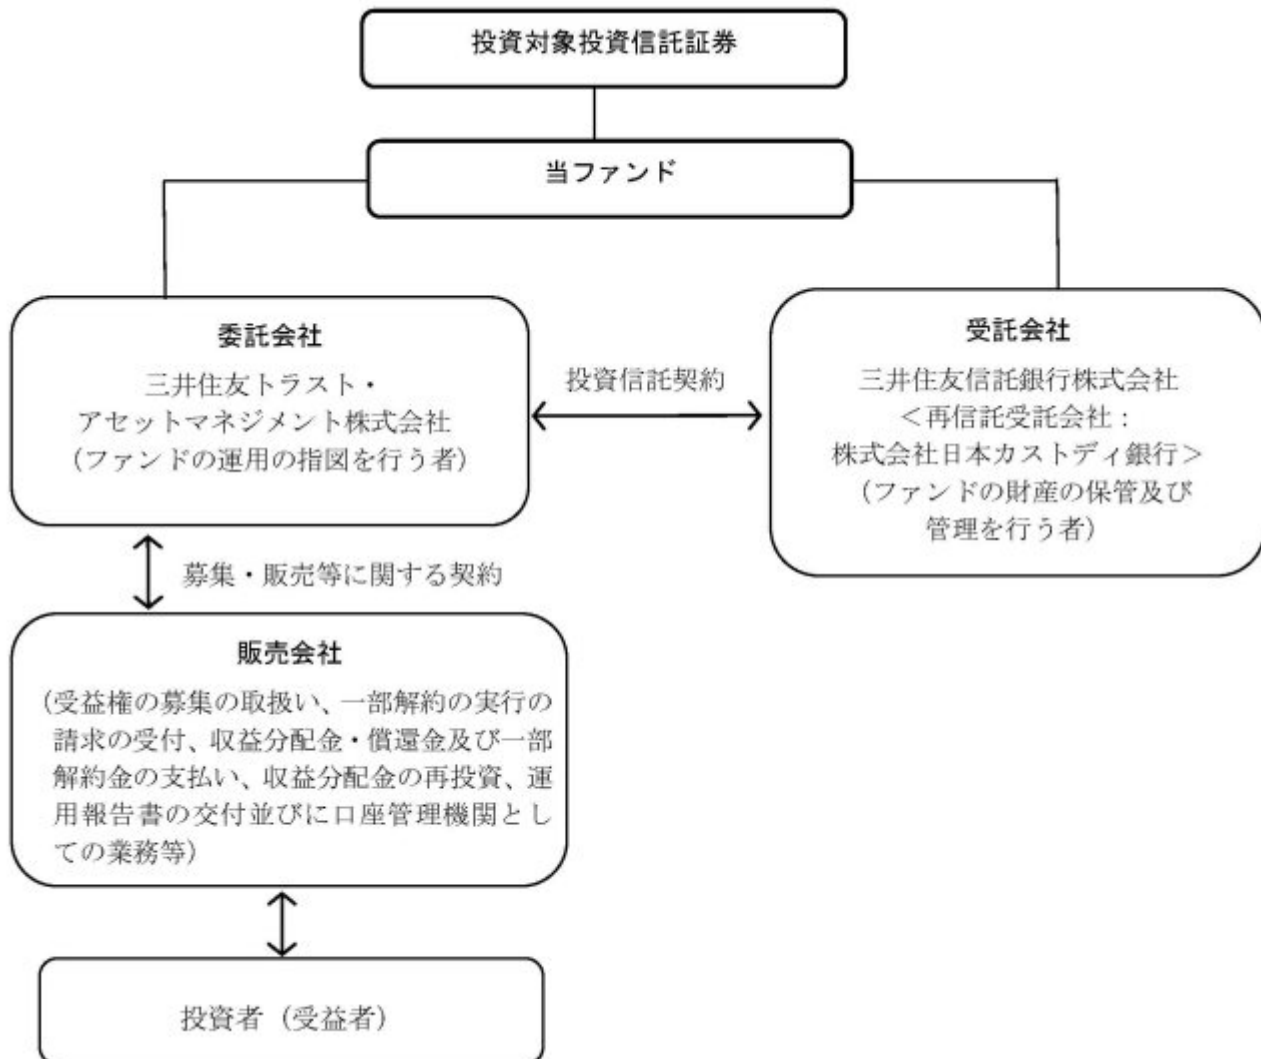 投資対象投資信託証券
当ファンド
委託会社
三井住友トラスト・
アセットマネジメント株式会社
（ファンドの運用の指図を行う者）
投資信託契約
受託会社
三井住友信託銀行株式会社
＜再信託受託会社：
株式会社日本カストディ銀行＞
（ファンドの財産の保管及び
管理を行う者）
募集・販売等に関する契約
販売会社
（受益権の募集の取扱い、一部解約の実行の
請求の受付、収益分配金・償還金及び一部
解約金の支払い、収益分配金の再投資、運
用報告書の交付並びに口座管理機関とし
ての業務等）
投資者（受益者）